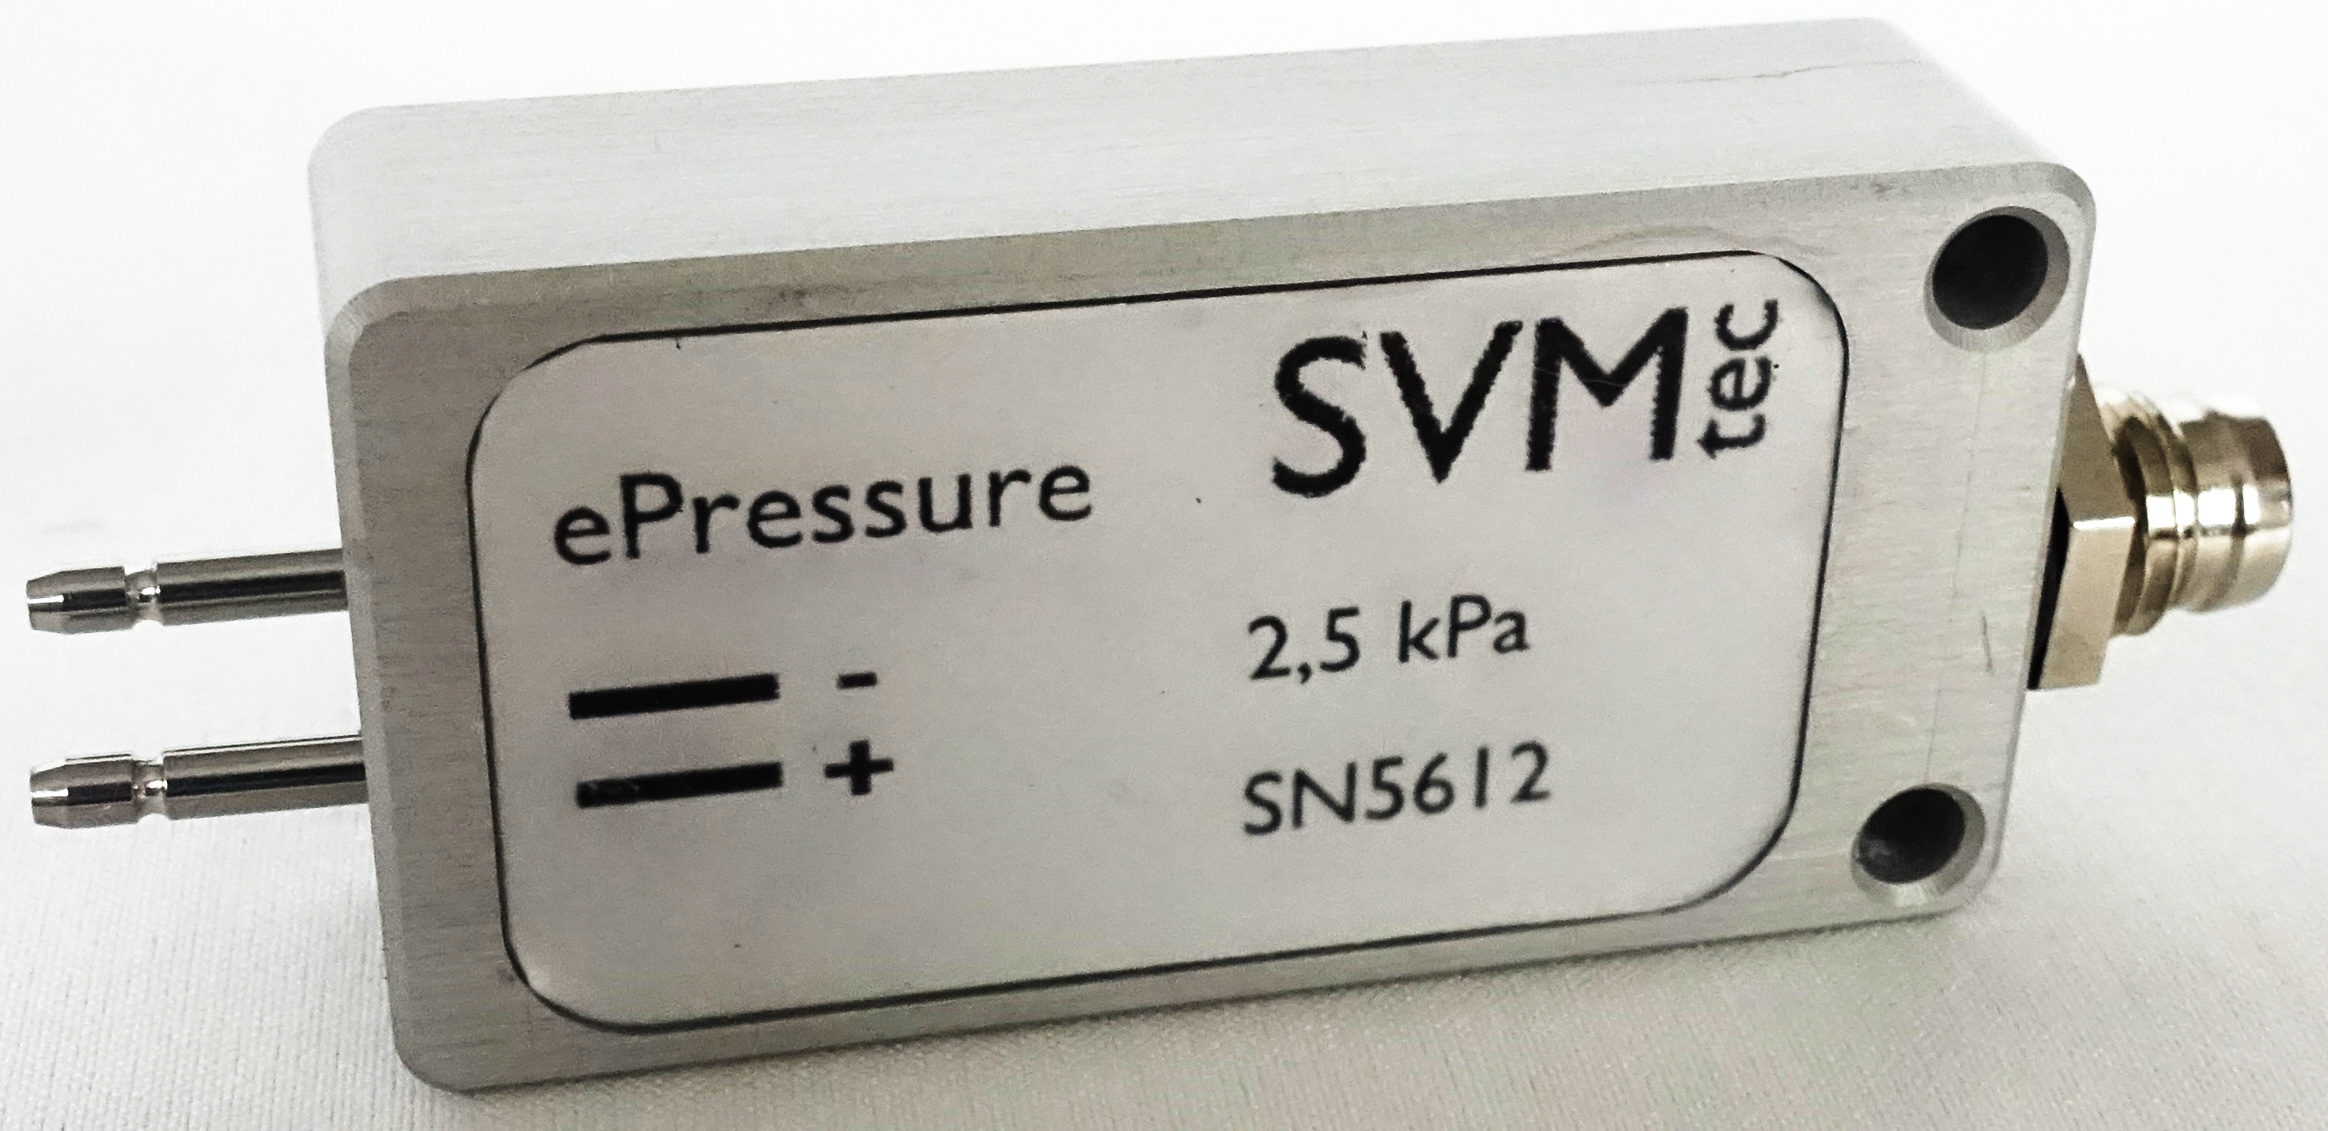 SVM tec
ePressure
-
2,5 kPa
+
SN5612